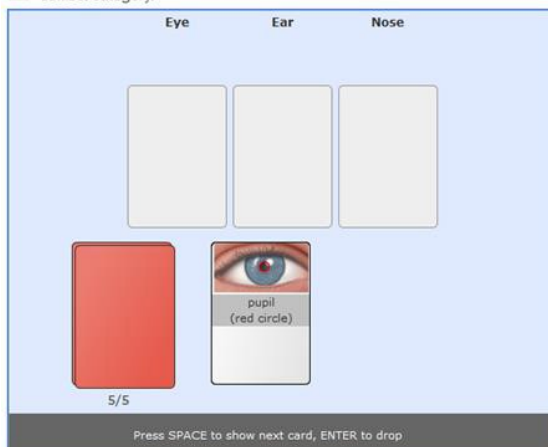 Eye Ear Nose
pupil
(red circle)
5/5
Press SPACE to show next card, ENTER to drop